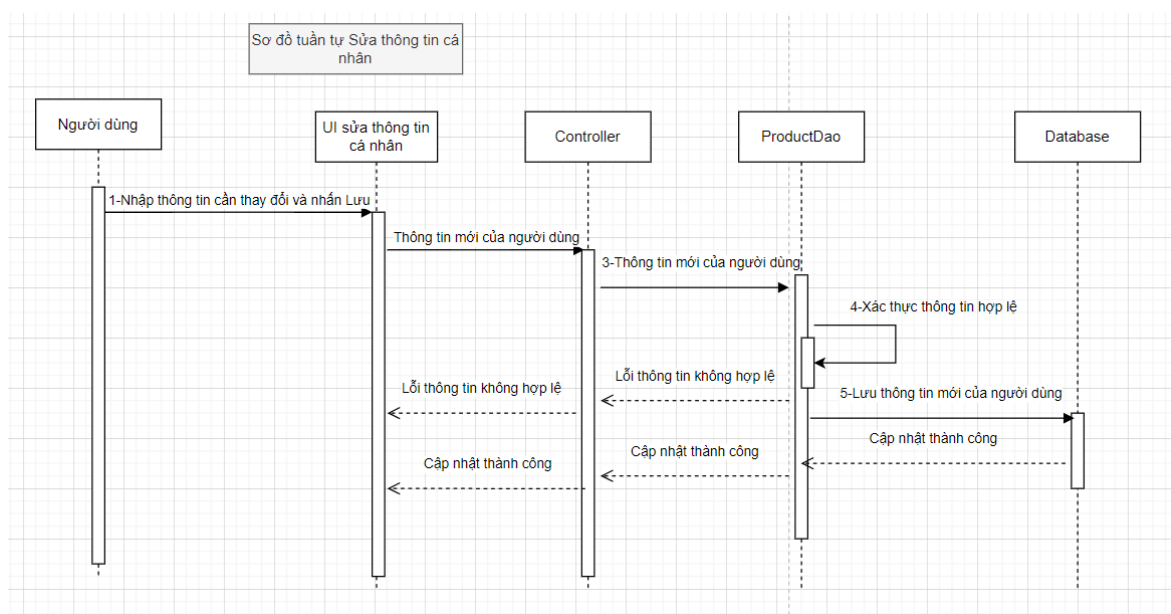 Sơ đồ tuần tự Sửa thông tin cá
nhân
Người dùng
UI sửa thông tin
cá nhân
Controller
ProductDao
Database
1-Nhập thông tin cần thay đổi và nhấn Lưu
Thông tin mới của người dùng
3-Thông tin mới của người dùng
4-Xác thực thông tin hợp lệ
Lỗi thông tin không hợp lệ
Lỗi thông tin không hợp lệ
5-Lưu thông tin mới của người dùng
Cập nhật thành công
Cập nhật thành công
Cập nhật thành công